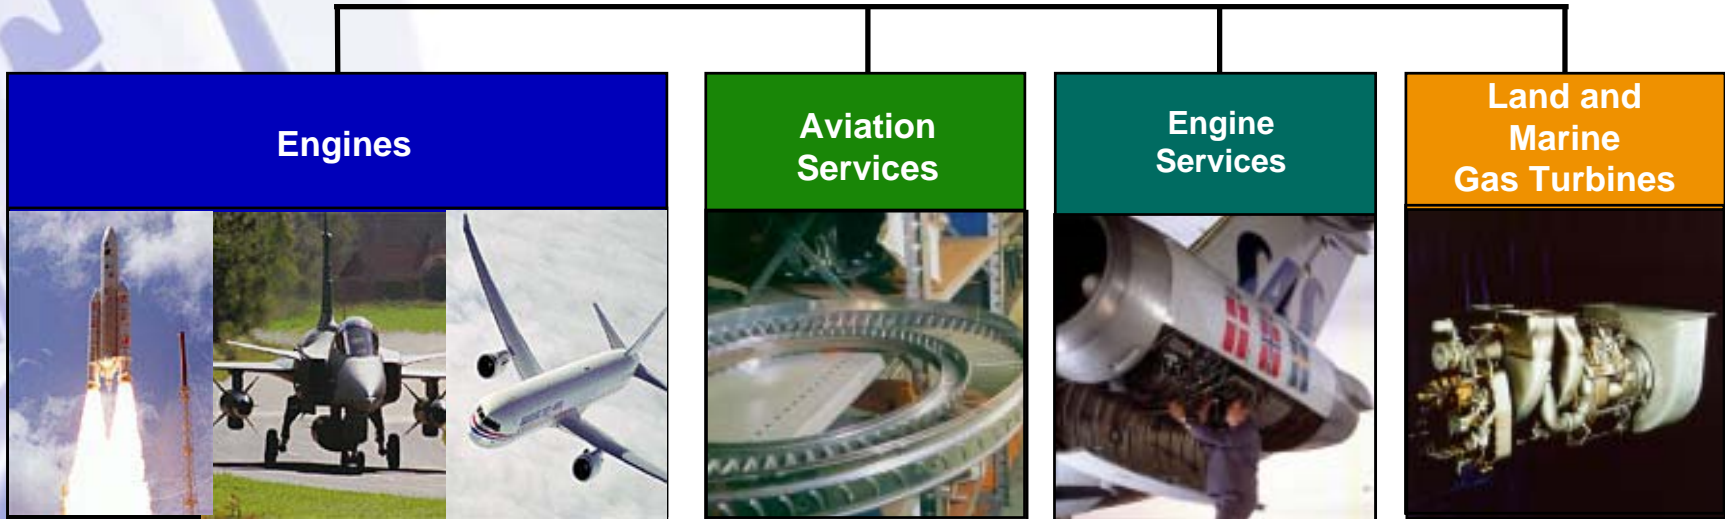 Engines
Aviation
Services
Engine
Services
Land and
Marine
Gas Turbines